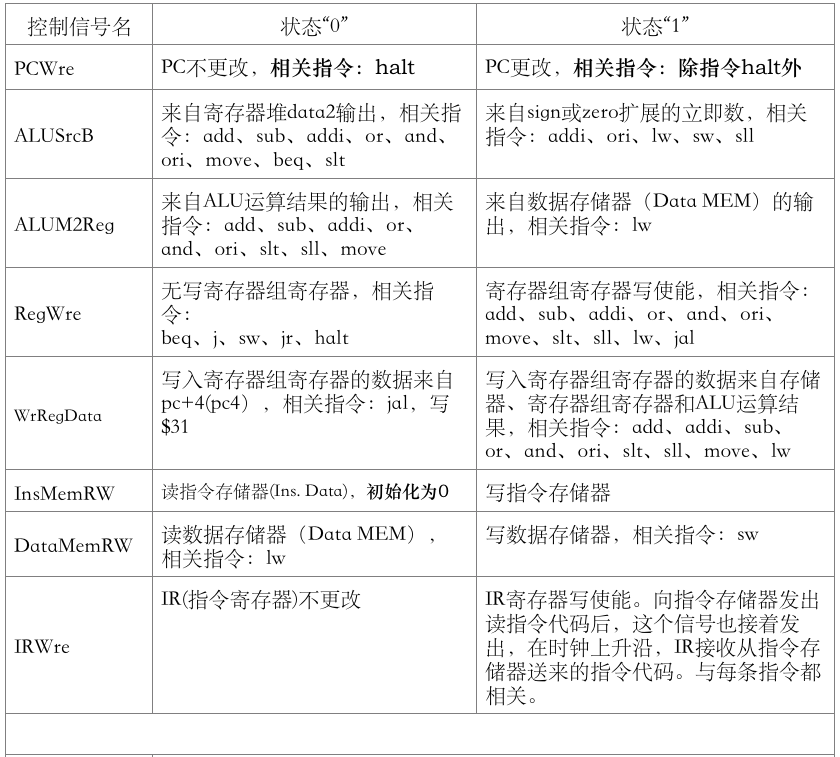 控制信号名 状态“0” 状态“1”
PCWre PC不更改，相关指令：halt PC更改，相关指令：除指令halt外
ALUSrcB
来自寄存器堆data2输出，相关指
令：add、sub、addi、or、and、
ori、move、beq、slt
来自sign或zero扩展的立即数，相关
指令：addi、ori、lw、sw、sll
ALUM2Reg
来自ALU运算结果的输出，相关
指令：add、sub、addi、or、
and、ori、slt、sll、move
来自数据存储器（Data MEM）的输
出，相关指令：lw
RegWre
无写寄存器组寄存器，相关指
令：
beq、j、sw、jr、halt
寄存器组寄存器写使能，相关指令：
add、sub、addi、or、and、ori、
move、slt、sll、lw、jal
WrRegData
写入寄存器组寄存器的数据来自
pc+4(pc4），相关指令：jal，写
$31
写入寄存器组寄存器的数据来自存储
器、寄存器组寄存器和ALU运算结
果，相关指令：add、addi、sub、
or、and、ori、slt、sll、move、lw
InsMemRW 读指令存储器(Ins. Data)，初始化为0 写指令存储器
DataMemRW
读数据存储器（Data MEM），
相关指令：lw
写数据存储器，相关指令：sw
IRWre
IR(指令寄存器)不更改
IR寄存器写使能。向指令存储器发出
读指令代码后，这个信号也接着发
出，在时钟上升沿，IR接收从指令存
储器送来的指令代码。与每条指令都
相关。